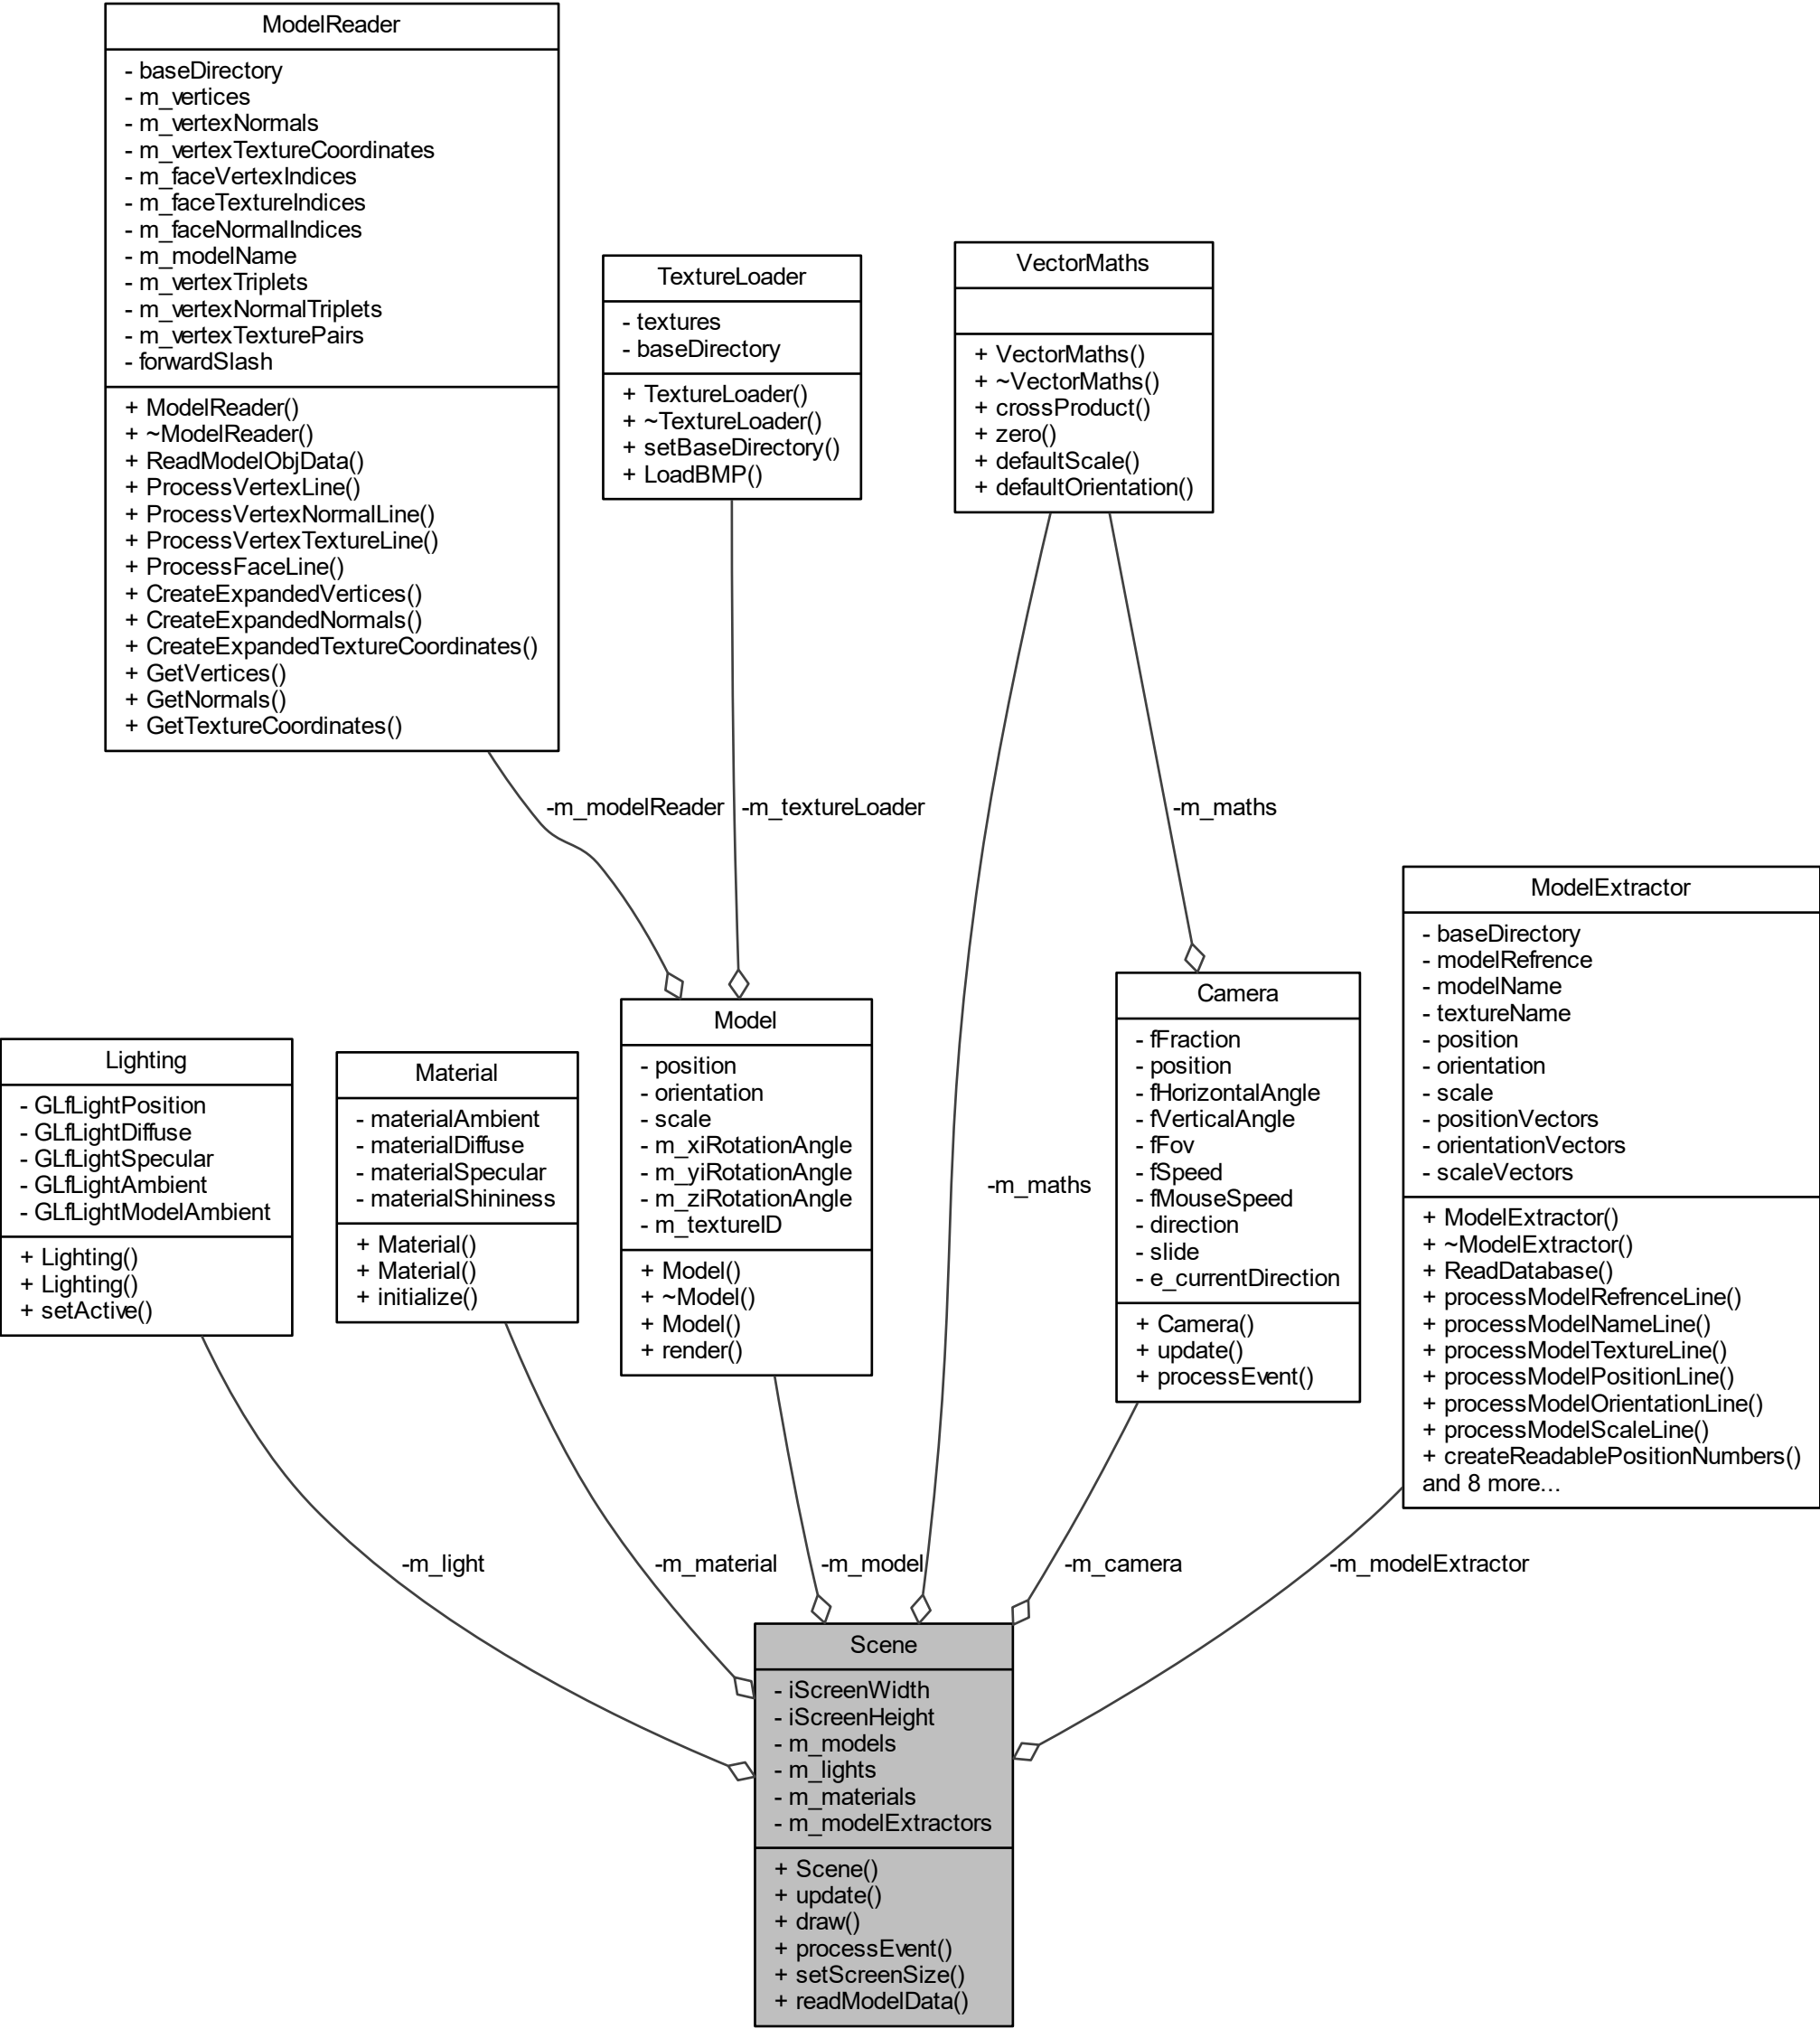 ModelReader
- baseDirectory
- m_vertices
- m_vertexNormals
- m_vertexTextureCoordinates
- m_faceVertexIndices
- m_faceTextureIndices
- m_faceNormalIndices
- m_modelName
- m_vertexTriplets
- m_vertexNormalTriplets
- m_vertexTexturePairs
- forwardSlash
+ ModelReader()
+ ~ModelReader()
+ ReadModelObjData()
+ ProcessVertexLine()
+ ProcessVertexNormalLine()
+ ProcessVertexTextureLine()
+ ProcessFaceLine()
+ CreateExpandedVertices()
+ CreateExpandedNormals()
+ CreateExpandedTextureCoordinates()
+ GetVertices()
+ GetNormals()
+ GetTextureCoordinates()
TextureLoader
- textures
- baseDirectory
+ TextureLoader()
+ ~TextureLoader()
+ setBaseDirectory()
+ LoadBMP()
VectorMaths
+ VectorMaths()
+ ~VectorMaths()
+ crossProduct()
+ zero()
+ defaultScale()
+ defaultOrientation()
-m_modelReader
-m_textureLoader
-m_maths
Lighting
- GLfLightPosition
- GLfLightDiffuse
- GLfLightSpecular
- GLfLightAmbient
- GLfLightModelAmbient
+ Lighting()
+ Lighting()
+ setActive()
Material
- materialAmbient
- materialDiffuse
- materialSpecular
- materialShininess
+ Material()
+ Material()
+ initialize()
Model
- position
- orientation
- scale
- m_xiRotationAngle
- m_yiRotationAngle
- m_ziRotationAngle
- m_textureID
+ Model()
+ ~Model()
+ Model()
+ render()
-m_maths
Camera
- fFraction
- position
- fHorizontalAngle
- fVerticalAngle
- fFov
- fSpeed
- fMouseSpeed
- direction
- slide
- e_currentDirection
+ Camera()
+ update()
+ processEvent()
ModelExtractor
- baseDirectory
- modelRefrence
- modelName
- textureName
- position
- orientation
- scale
- positionVectors
- orientationVectors
- scaleVectors
+ ModelExtractor()
+ ~ModelExtractor()
+ ReadDatabase()
+ processModelRefrenceLine()
+ processModelNameLine()
+ processModelTextureLine()
+ processModelPositionLine()
+ processModelOrientationLine()
+ processModelScaleLine()
+ createReadablePositionNumbers()
and 8 more...
-m_light
-m_material
-m_model
-m_camera
-m_modelExtractor
Scene
- iScreenWidth
- iScreenHeight
- m_models
- m_lights
- m_materials
- m_modelExtractors
+ Scene()
+ update()
+ draw()
+ processEvent()
+ setScreenSize()
+ readModelData()